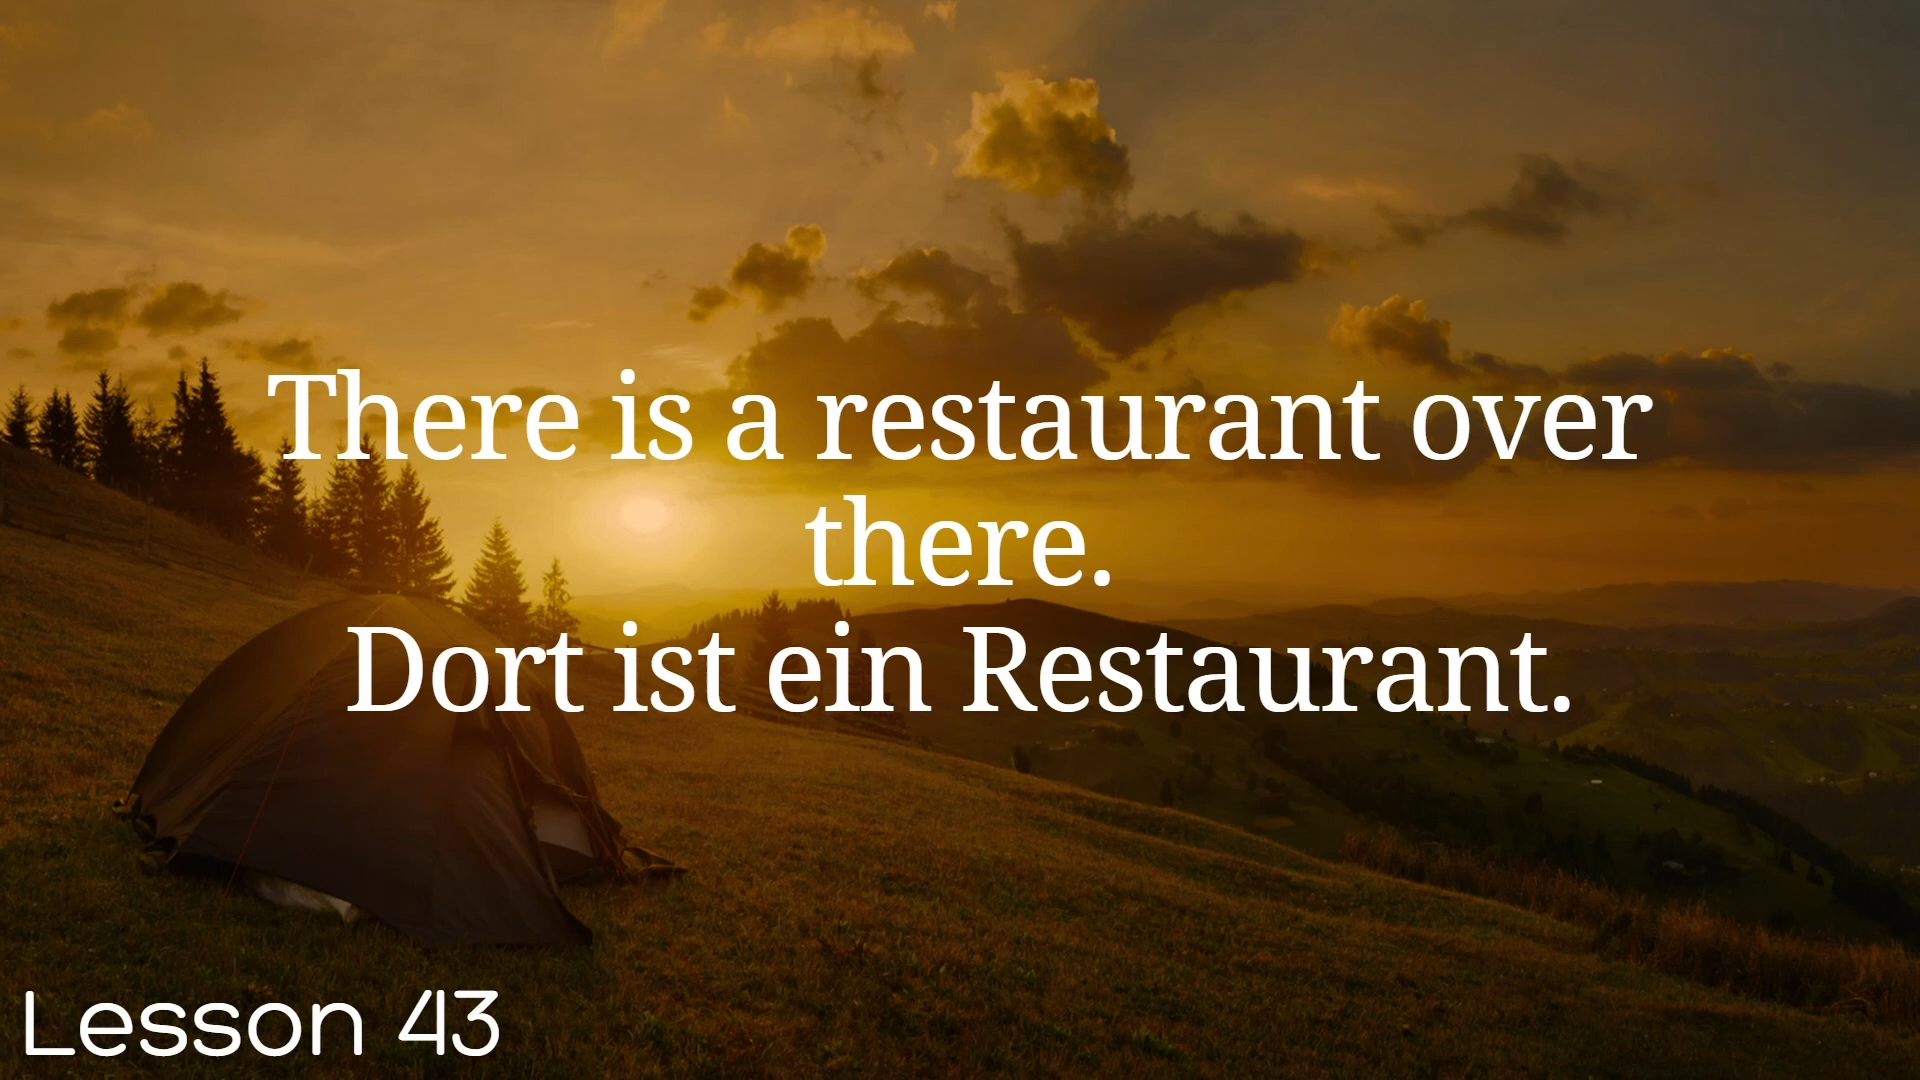 There is a restaurant over
there.
Dort ist ein Restaurant.
Lesson 43